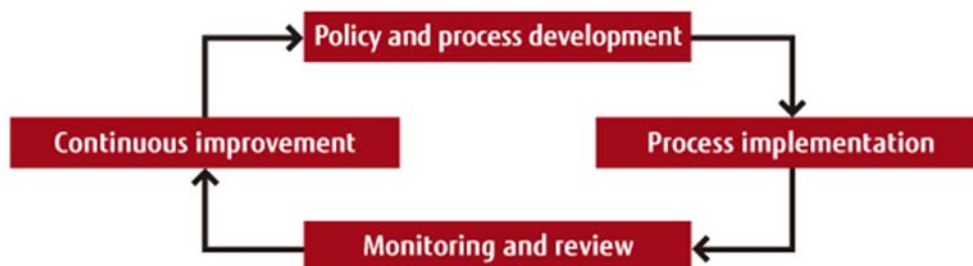 Policy and process development
Continuous improvement
Process implementation
Monitoring and review